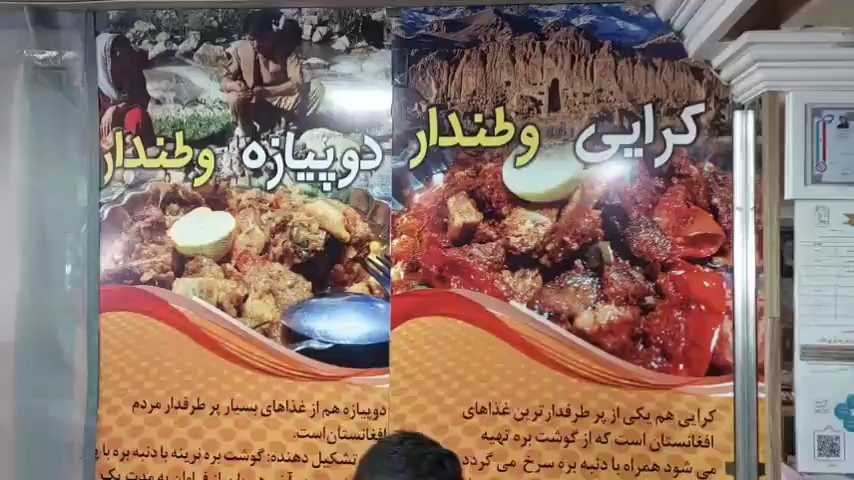 کرایی وطندار
کرایی هم یکی از پر طرفدارترین غذاهای
افغانستان است که از گوشت بره تهیه
می شود همراه با دنبه بره سرخ می گردد
دوپیازه وطندار
دوپیازه هم از غذاهای بسیار پر طرفدار مردم
افغانستان‌است.
تشکیل دهنده: گوشت بره نرینه با دنبه بره با